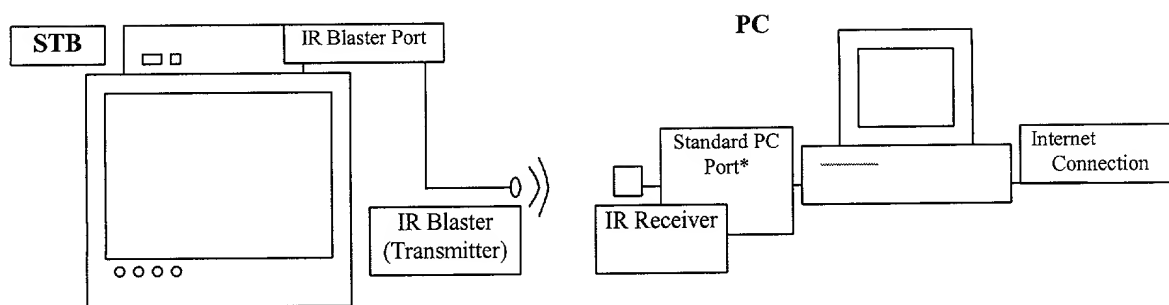 STB
IR Blaster Port
IR Blaster
(Transmitter)
PC
Standard PC
Port*
IR Receiver
Internet
Connection